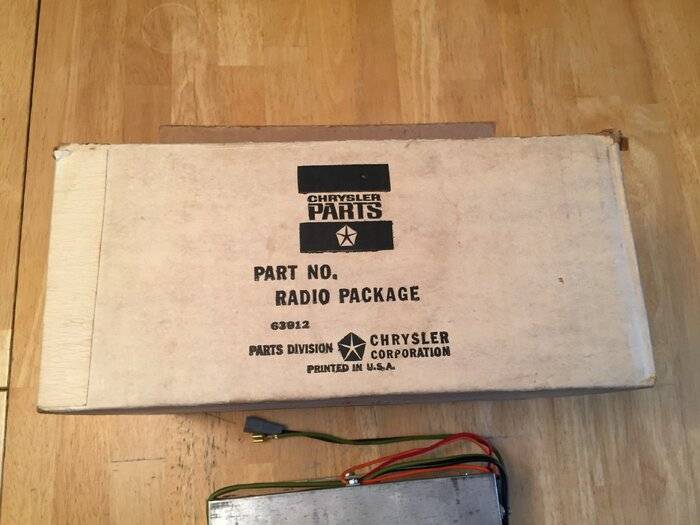 CHRYSLER
PARTS
PART NO.
RADIO PACKAGE
63912
PARTS DIVISION CHRYSLER CORPORATION
PRINTED IN U.S.A.